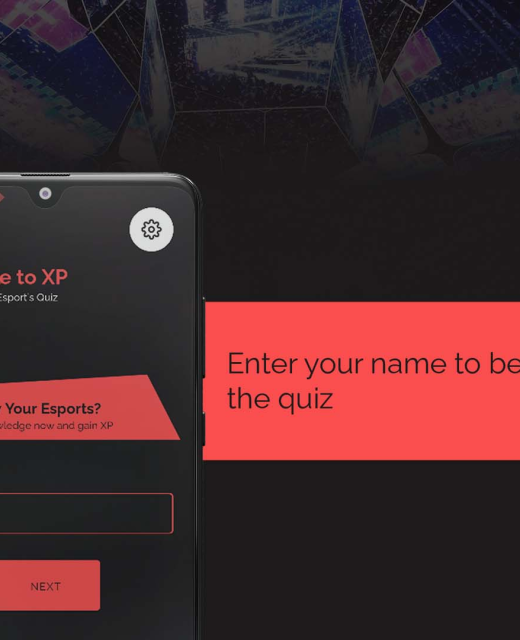 e to XP
Esport's Quiz
Your Esports?
wledge now and gain XP
NEXT
Enter your name to be
the quiz